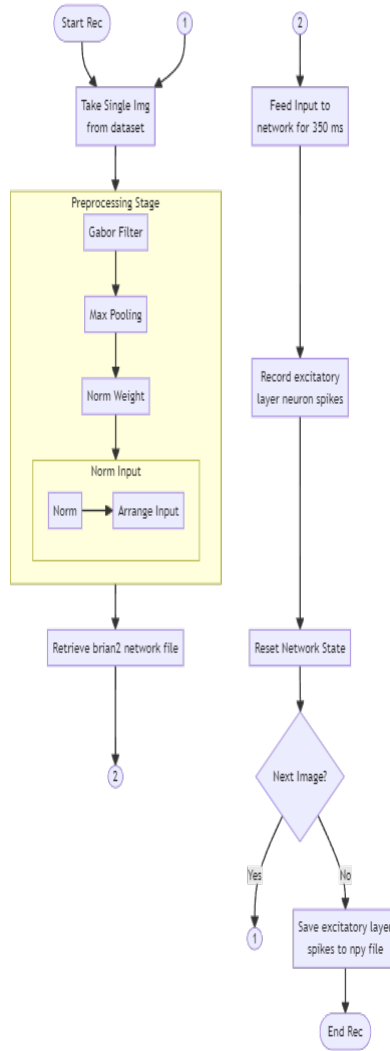 Start Rec
1
Take Single Img
from dataset
Preprocessing Stage
Gabor Filter
Max Pooling
Norm Weight
Norm Input
Norm
Arrange Input
Retrieve brian2 network file
2
2
Feed Input to
network for 350 ms
Record excitatory
layer neuron spikes
Reset Network State
Next Image?
Yes
No
1
Save excitatory layer
spikes to npy file
End Rec